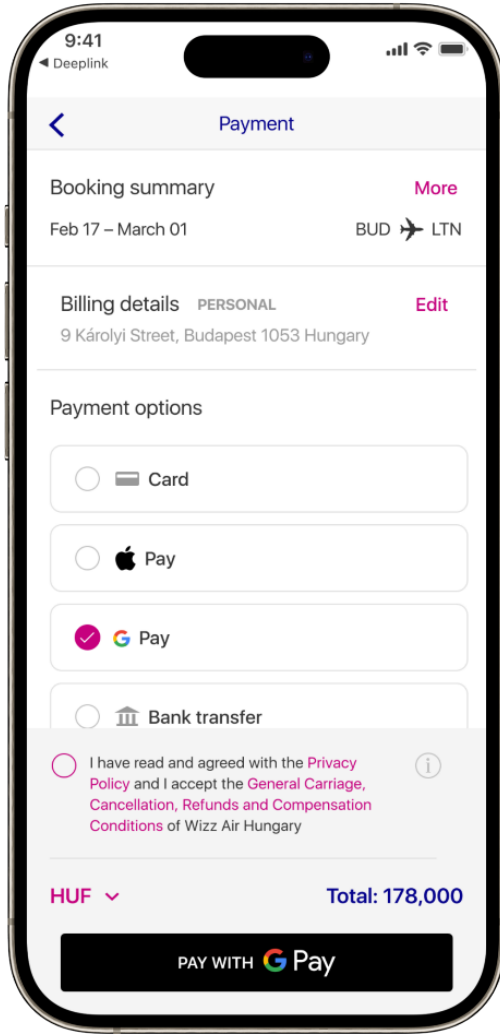 9:41
◀ Deeplink
Payment
Booking summary More
Feb 17 – March 01 BUD ✈ LTN
Billing details PERSONAL Edit
9 Károlyi Street, Budapest 1053 Hungary
Payment options
Card
Pay
G Pay
Bank transfer
I have read and agreed with the Privacy
Policy and I accept the General Carriage,
Cancellation, Refunds and Compensation
Conditions of Wizz Air Hungary
HUF Total: 178,000
PAY WITH G Pay